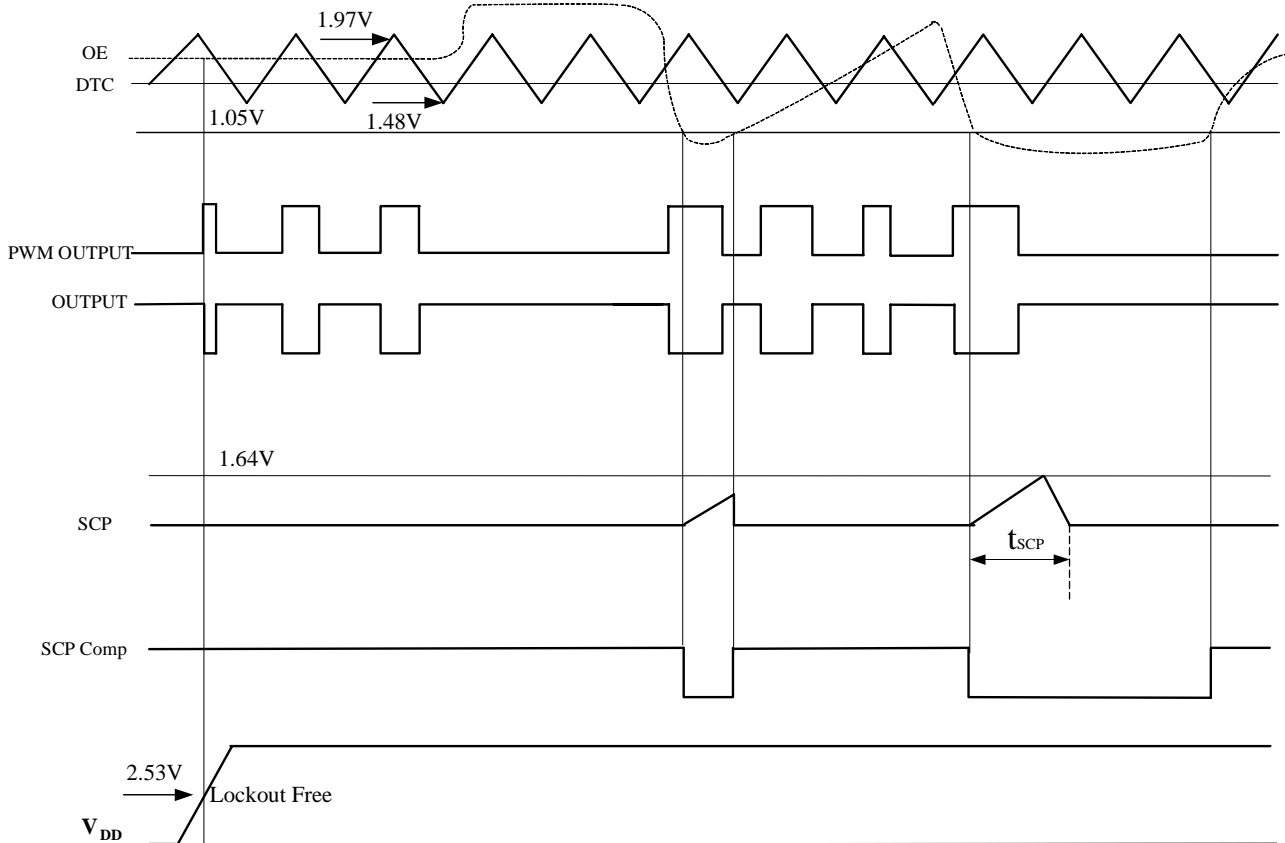 1.97V
OE
DTC
1.05V
1.48V
PWM OUTPUT
OUTPUT
1.64V
SCP
tSCP
SCP Comp
2.53V
Lockout Free
VDD